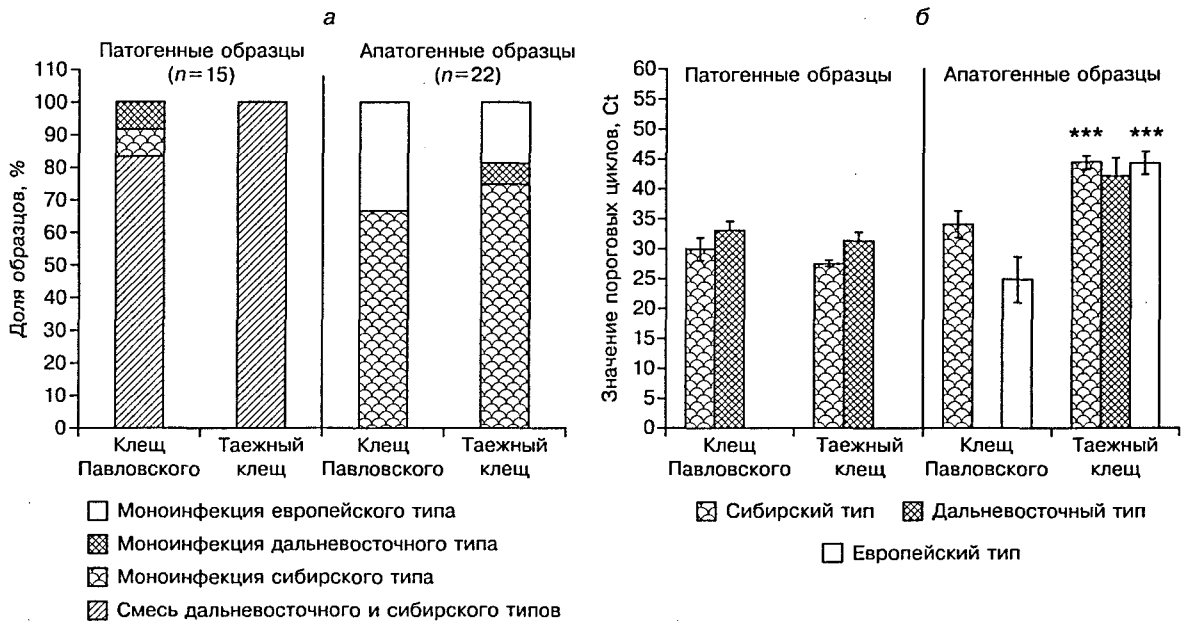 а
Патогенные образцы
(n=15)
Апатогенные образцы
(n=22)
Доля образцов, %
110
100
90
80
70
60
50
40
30
20
10
0
Клещ
Павловского
Таежный
клещ
Клещ
Павловского
Таежный
клещ
Моноинфекция европейского типа
Моноинфекция дальневосточного типа
Моноинфекция сибирского типа
Смесь дальневосточного и сибирского типов
б
Патогенные образцы
Апатогенные образцы
Значение пороговых циклов, Ct
60
55
50
45
40
35
30
25
20
15
10
5
0
***
***
Клещ
Павловского
Таежный
клещ
Клещ
Павловского
Таежный
клещ
Сибирский тип
Дальневосточный тип
Европейский тип